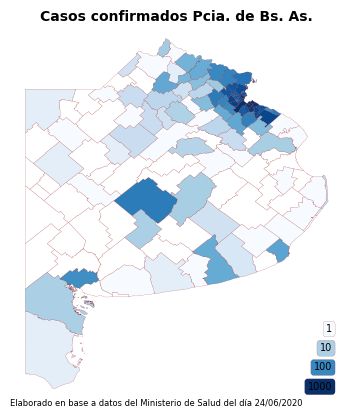 Casos confirmados Pcia. de Bs. As.
1
10
100
1000
Elaborado en base a datos del Ministerio de Salud del día 24/06/2020